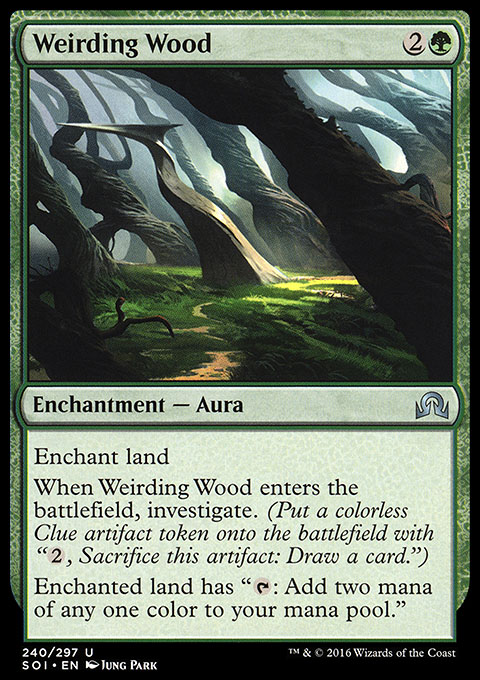 Weirding Wood 2
Enchantment — Aura
Enchant land
When Weirding Wood enters the
battlefield, investigate. (Put a colorless
Clue artifact token onto the battlefield with
“2, Sacrifice this artifact: Draw a card.”)
Enchanted land has “: Add two mana
of any one color to your mana pool.”
240/297 U
SOI • EN Jung Park
™ & © 2016 Wizards of the Coast